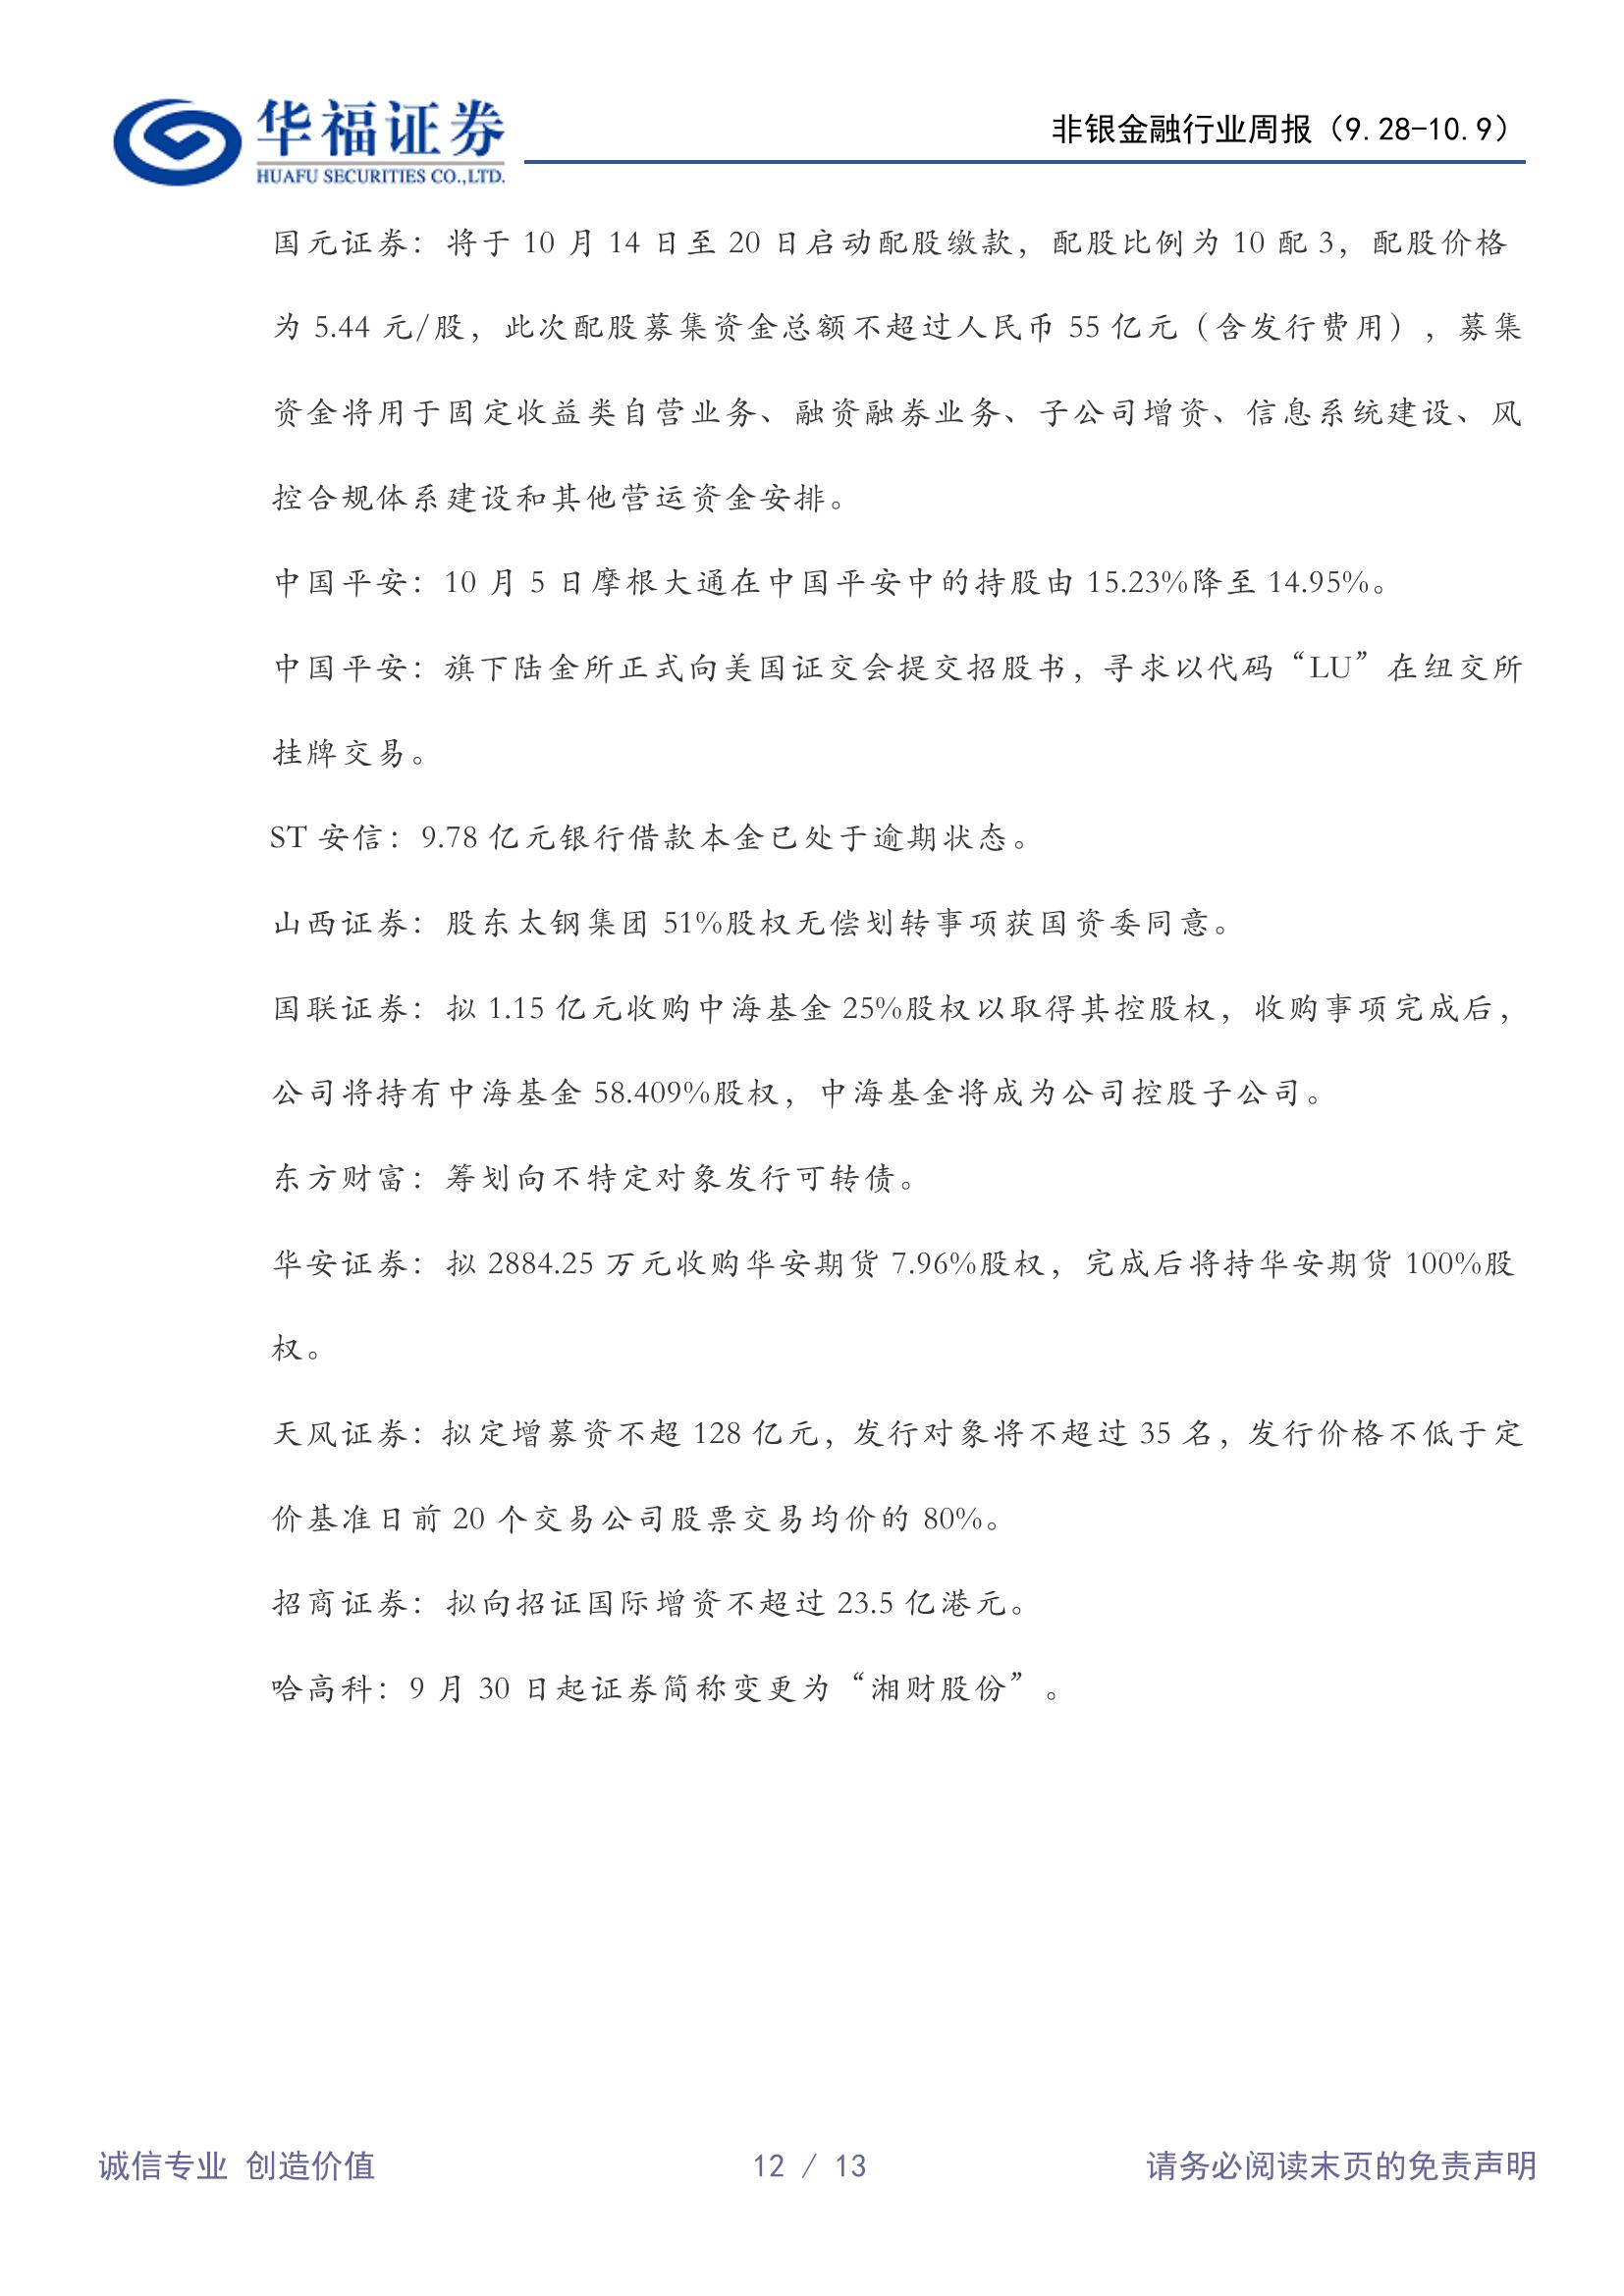 华福证券
HUAFU SECURITIES CO.,LTD.
非银金融行业周报（9.28-10.9）
国元证券：将于 10 月 14 日至 20 日启动配股缴款，配股比例为 10 配 3，配股价格
为 5.44 元/股，此次配股募集资金总额不超过人民币 55 亿元（含发行费用），募集
资金将用于固定收益类自营业务、融资融券业务、子公司增资、信息系统建设、风
控合规体系建设和其他营运资金安排。
中国平安：10 月 5 日摩根大通在中国平安中的持股由 15.23%降至 14.95%。
中国平安：旗下陆金所正式向美国证交会提交招股书，寻求以代码“LU”在纽交所
挂牌交易。
ST 安信：9.78 亿元银行借款本金已处于逾期状态。
山西证券：股东太钢集团 51%股权无偿划转事项获国资委同意。
国联证券：拟 1.15 亿元收购中海基金 25%股权以取得其控股权，收购事项完成后，
公司将持有中海基金 58.409%股权，中海基金将成为公司控股子公司。
东方财富：筹划向不特定对象发行可转债。
华安证券：拟 2884.25 万元收购华安期货 7.96%股权，完成后将持华安期货 100%股
权。
天风证券：拟定增募资不超 128 亿元，发行对象将不超过 35 名，发行价格不低于定
价基准日前 20 个交易公司股票交易均价的 80%。
招商证券：拟向招证国际增资不超过 23.5 亿港元。
哈高科：9 月 30 日起证券简称变更为“湘财股份”。
诚信专业 创造价值
12 / 13
请务必阅读末页的免责声明